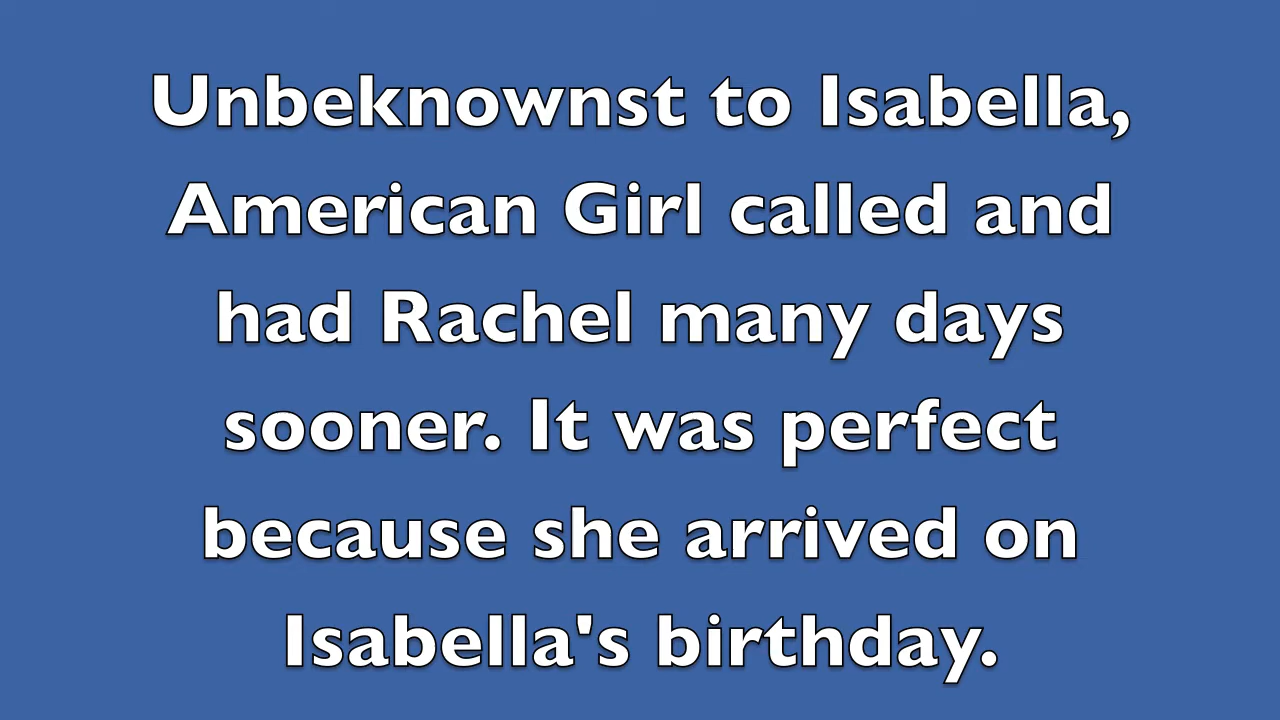 Unbeknownst to Isabella,
American Girl called and
had Rachel many days
sooner. It was perfect
because she arrived on
Isabella's birthday.